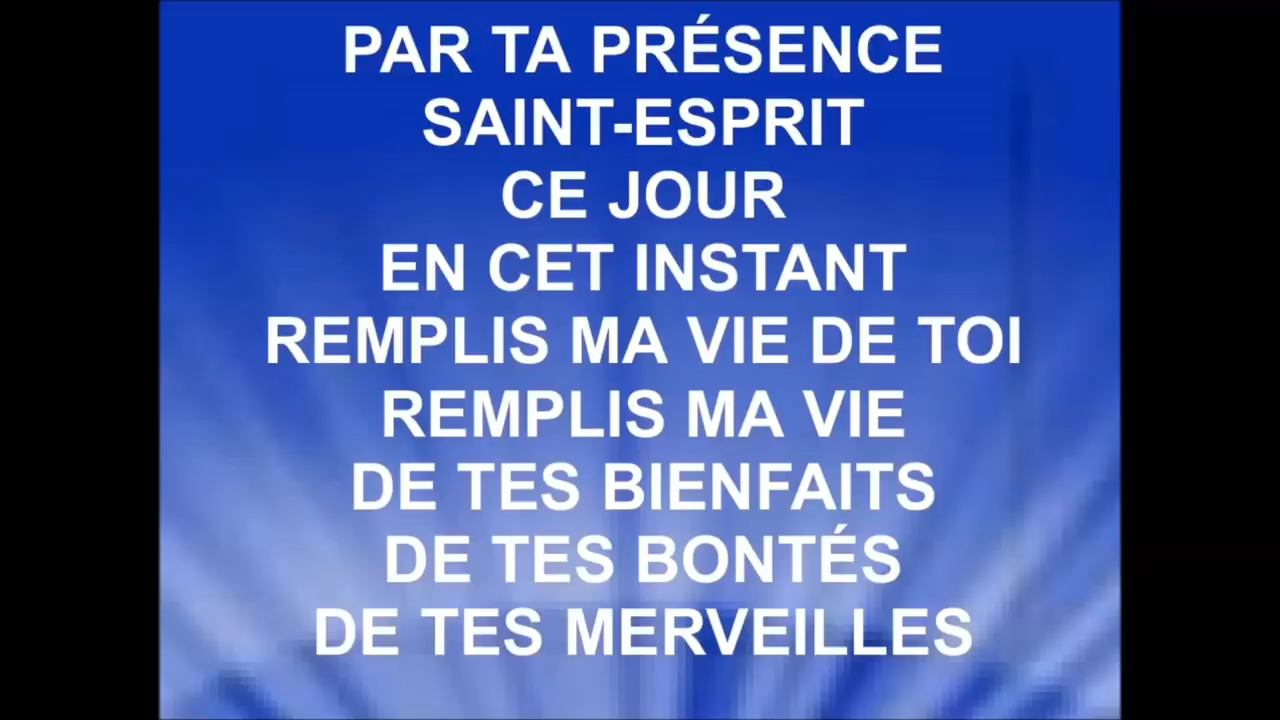 PAR TA PRÉSENCE
SAINT-ESPRIT
CE JOUR
EN CET INSTANT
REMPLIS MA VIE DE TOI
REMPLIS MA VIE
DE TES BIENFAITS
DE TES BONTÉS
DE TES MERVEILLES